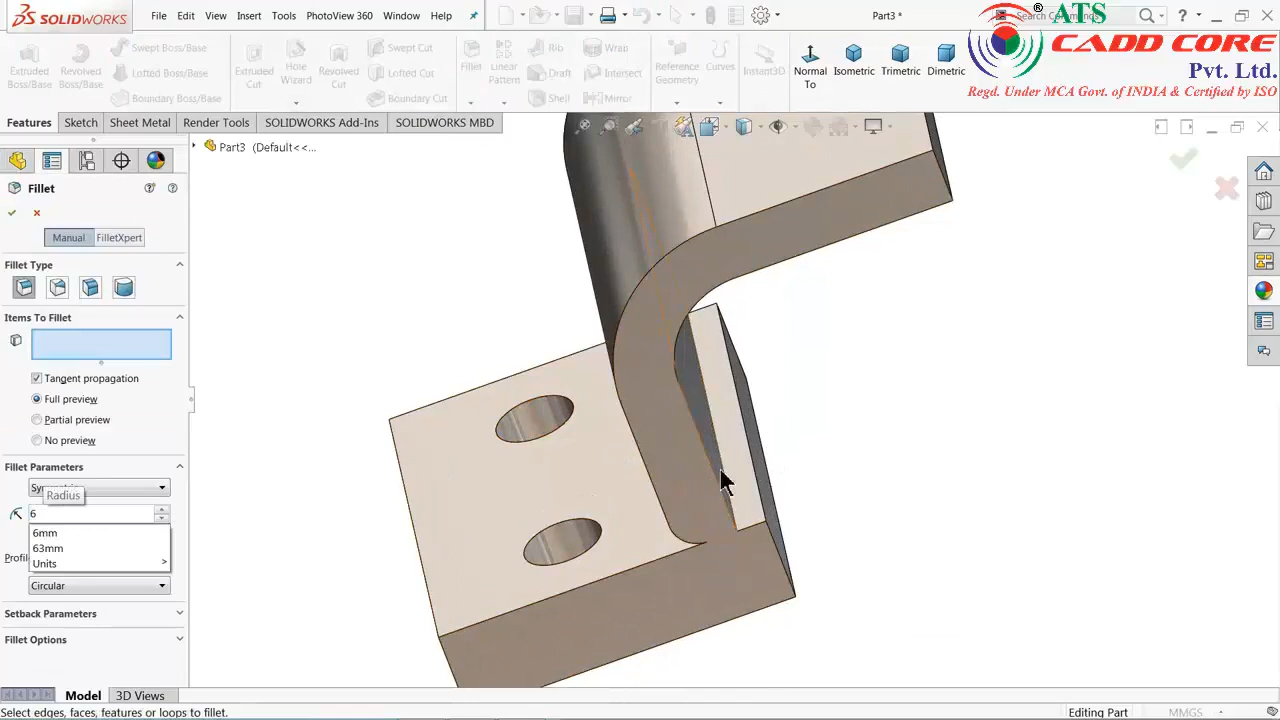 SOLIDWORKS File Edit View Insert Tools PhotoView 360 Window Help Part3 * Search Commands ?
® ATS
CADD CORE
Pvt. Ltd.
Regd. Under MCA Govt. of INDIA & Certified by ISO
Extruded Boss/Base
Revolved Boss/Base
Swept Boss/Base
Lofted Boss/Base
Boundary Boss/Base
Extruded Cut
Hole Wizard
Revolved Cut
Swept Cut
Lofted Cut
Boundary Cut
Fillet
Linear Pattern
Rib
Draft
Shell
Wrap
Intersect
Mirror
Reference Geometry
Curves
Instant3D
Normal To
Isometric
Trimetric
Dimetric
Features Sketch Sheet Metal Render Tools SOLIDWORKS Add-Ins SOLIDWORKS MBD
Part3 (Default<<...
Fillet
Manual FilletXpert
Fillet Type
Items To Fillet
Tangent propagation
Full preview
Partial preview
No preview
Fillet Parameters
Radius
6
6mm
63mm
Units
Circular
Setback Parameters
Fillet Options
Model 3D Views
Select edges, faces, features or loops to fillet. Editing Part MMGS